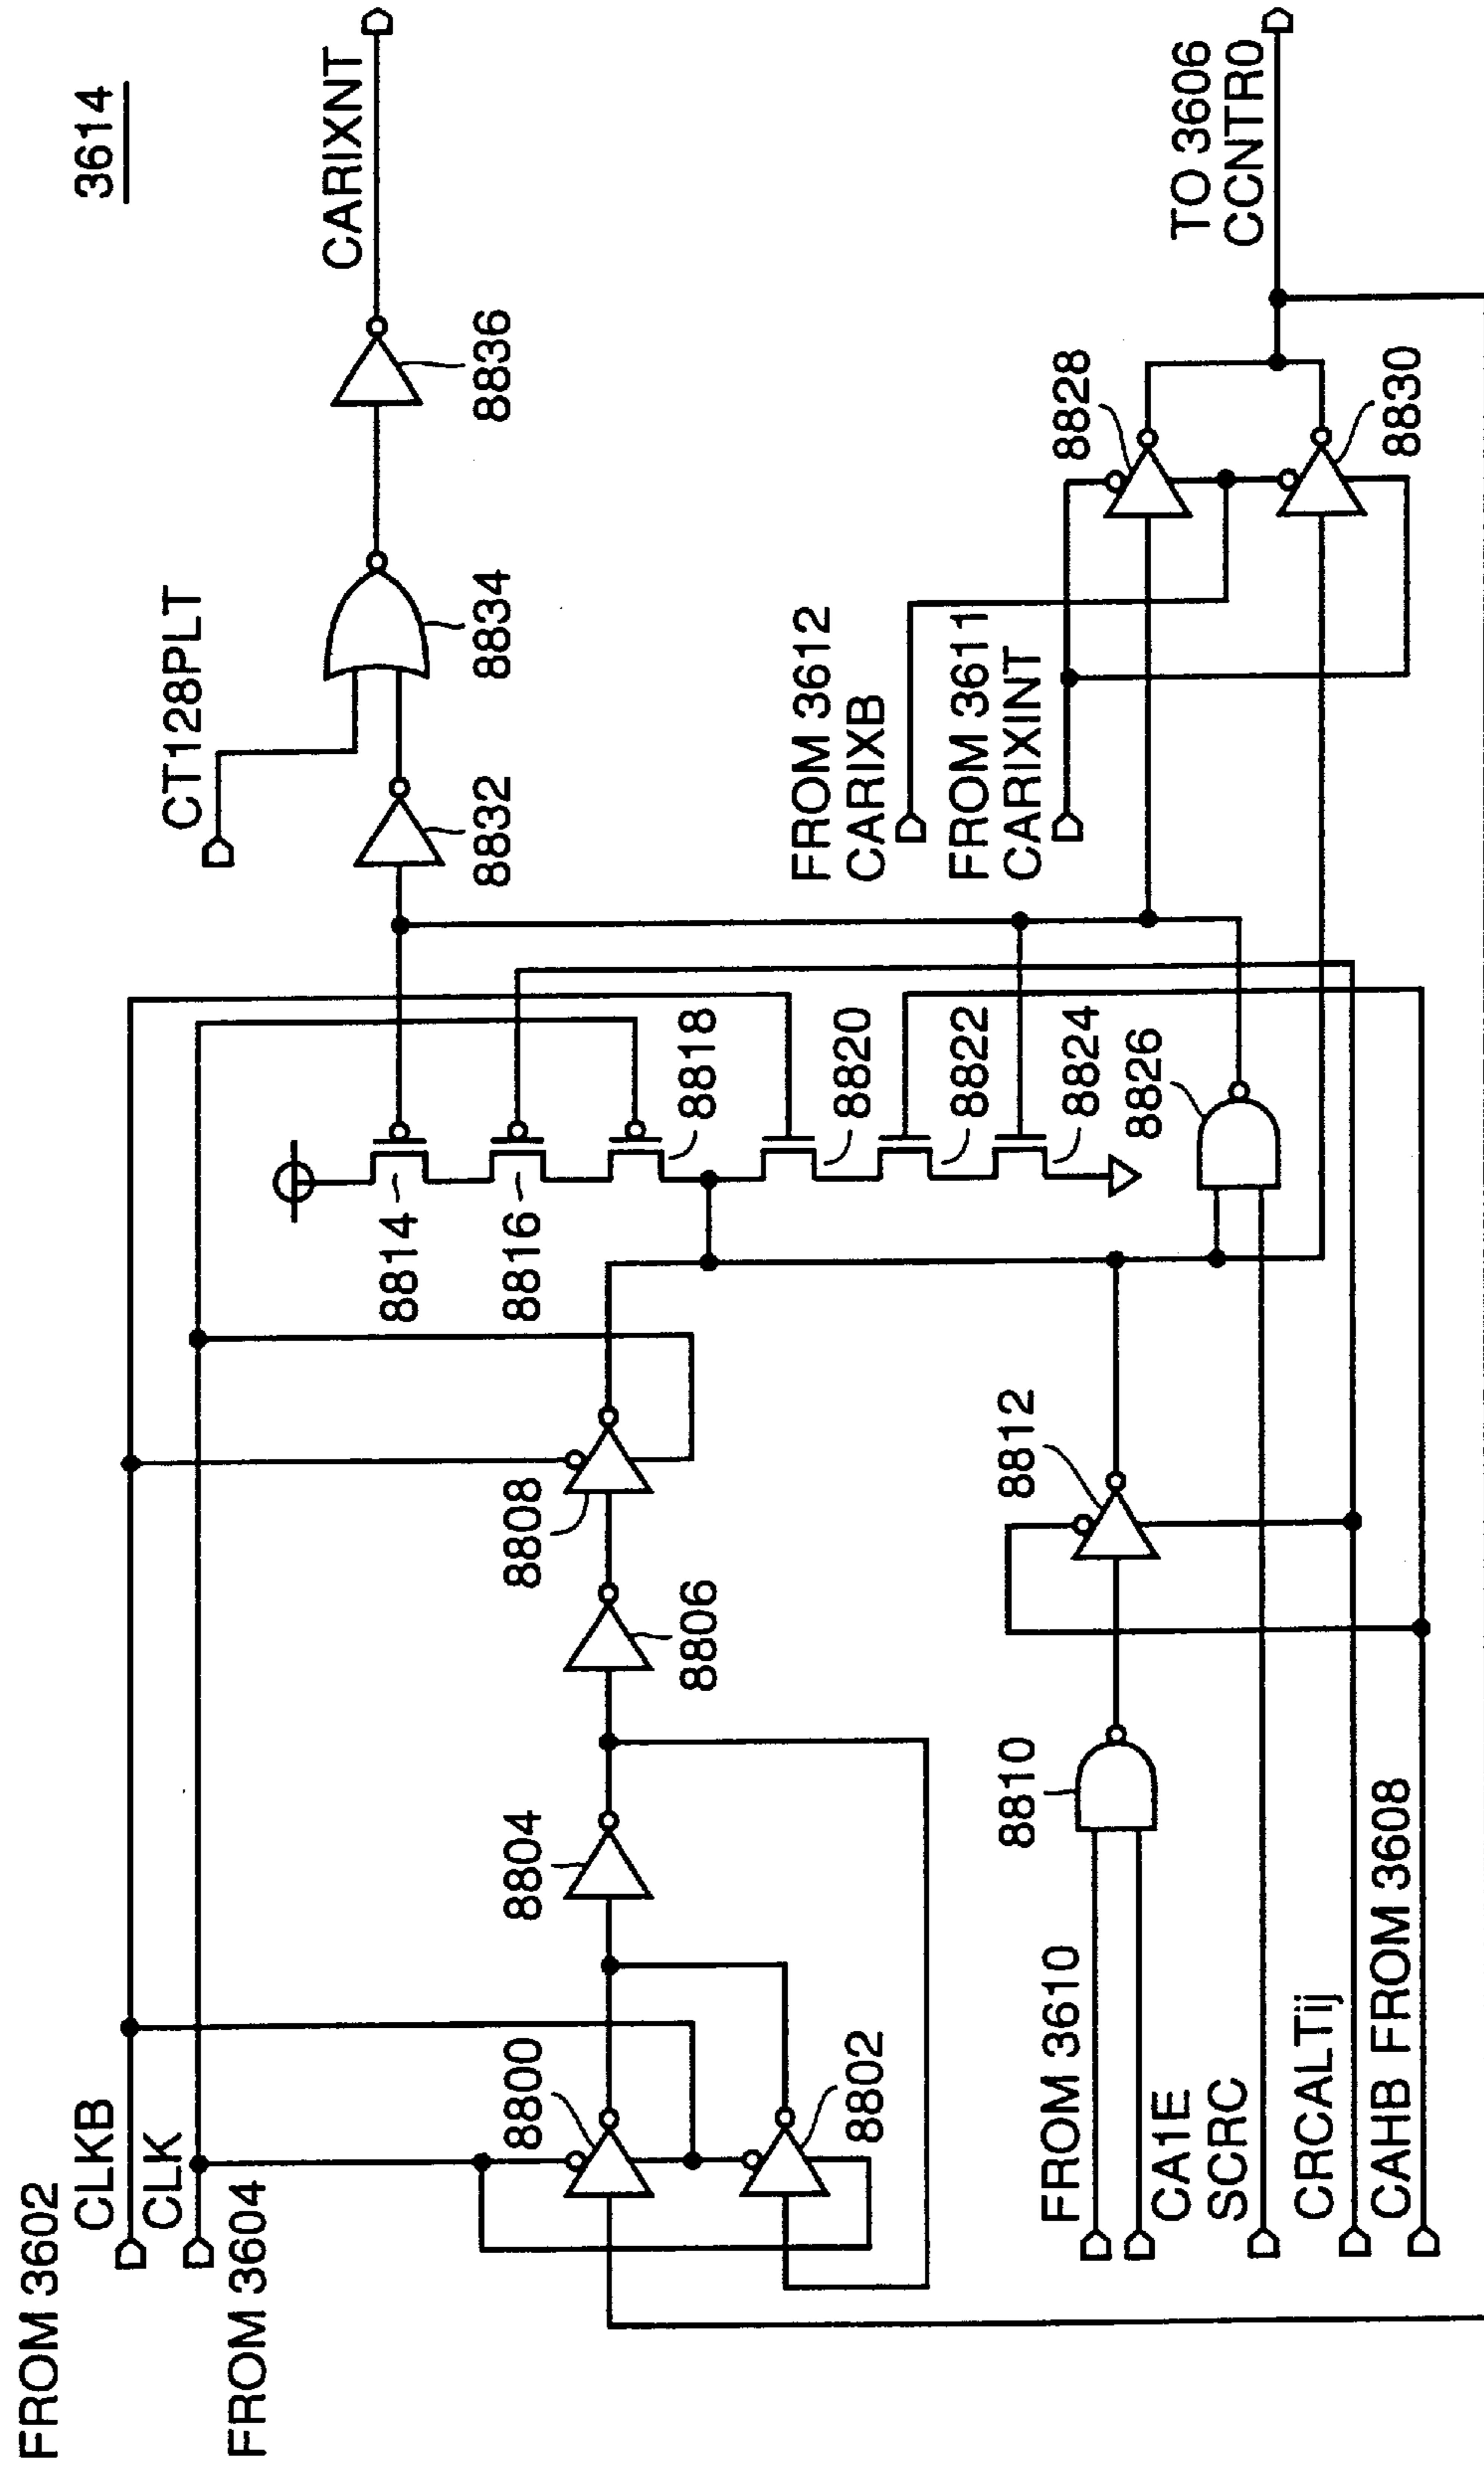 3614
FROM 3602
CLKB
CLK
FROM 3604
8800
8802
8804
8806
8808
8814
8816
8818
8820
8822
8824
8826
CT128PLT
8832
8834
8836
CARIXNT
FROM 3610
CA1E
SCRC
CRCALTij
CAHB FROM 3608
8810
8812
FROM 3612
CARIXB
FROM 3611
CARIXINT
8828
8830
TO 3606
CCNTR0